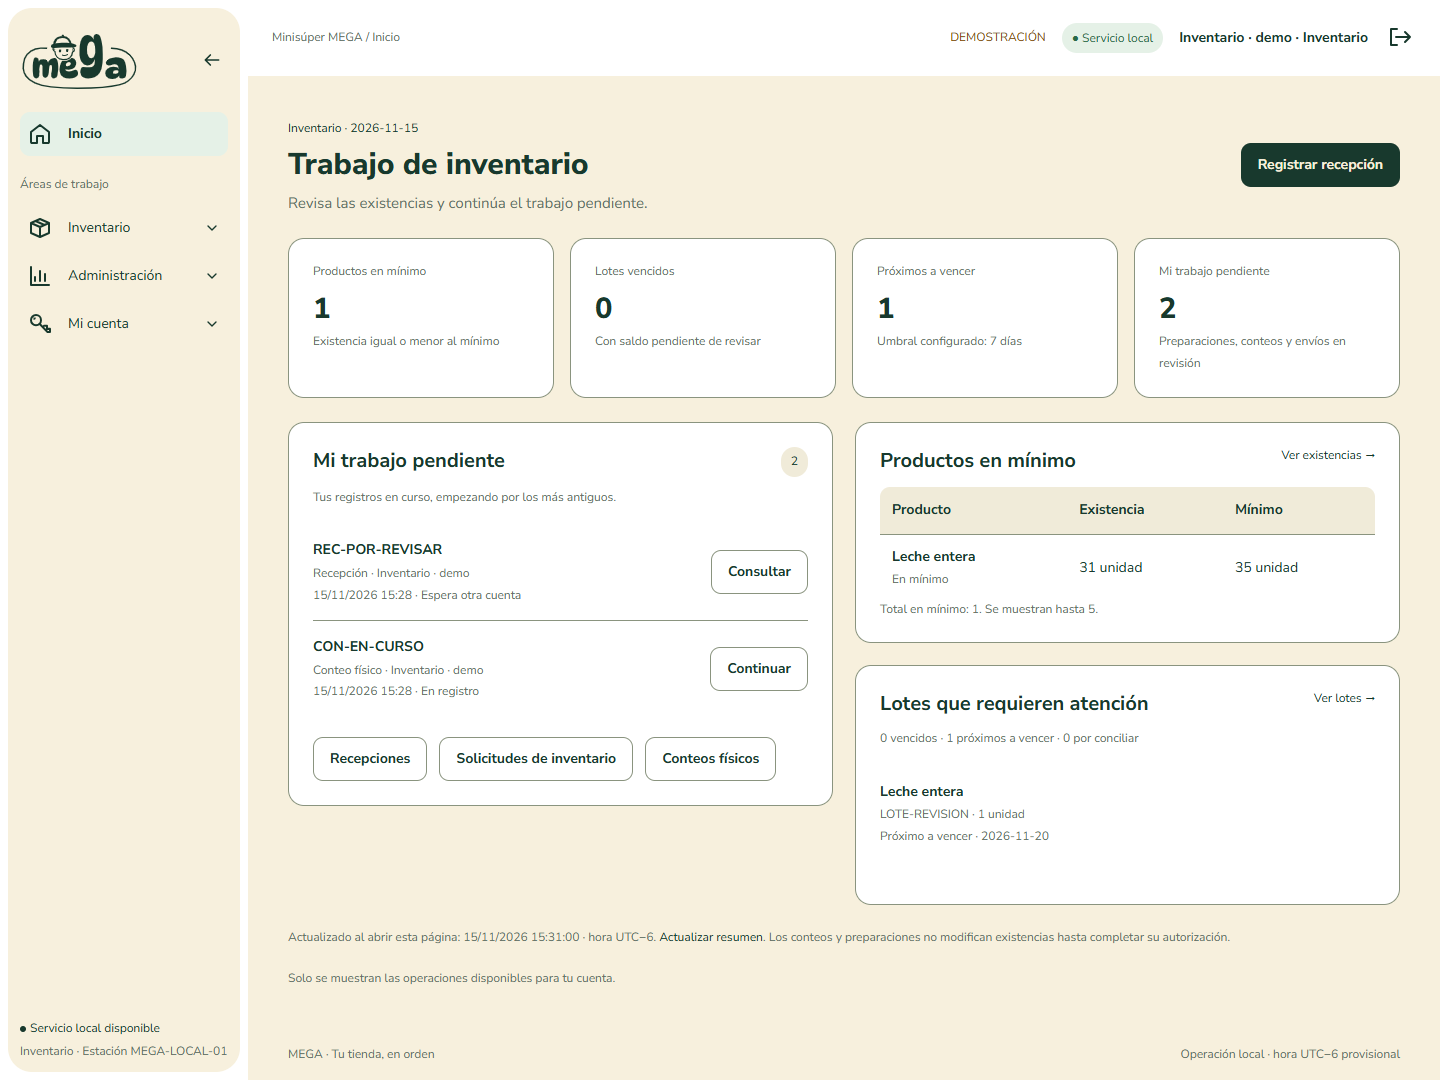 mega
Inicio
Áreas de trabajo
Inventario
Administración
Mi cuenta
● Servicio local disponible
Inventario · Estación MEGA-LOCAL-01
Minisúper MEGA / Inicio
DEMOSTRACIÓN
● Servicio local
Inventario · demo · Inventario
Inventario · 2026-11-15
Trabajo de inventario
Revisa las existencias y continúa el trabajo pendiente.
Registrar recepción
Productos en mínimo
1
Existencia igual o menor al mínimo
Lotes vencidos
0
Con saldo pendiente de revisar
Próximos a vencer
1
Umbral configurado: 7 días
Mi trabajo pendiente
2
Preparaciones, conteos y envíos en
revisión
Mi trabajo pendiente
2
Tus registros en curso, empezando por los más antiguos.
REC-POR-REVISAR
Recepción · Inventario · demo
15/11/2026 15:28 · Espera otra cuenta
Consultar
CON-EN-CURSO
Conteo físico · Inventario · demo
15/11/2026 15:28 · En registro
Continuar
Recepciones
Solicitudes de inventario
Conteos físicos
Productos en mínimo
Ver existencias →
Producto Existencia Mínimo
Leche entera
En mínimo
31 unidad
35 unidad
Total en mínimo: 1. Se muestran hasta 5.
Lotes que requieren atención
Ver lotes →
0 vencidos · 1 próximos a vencer · 0 por conciliar
Leche entera
LOTE-REVISION · 1 unidad
Próximo a vencer · 2026-11-20
Actualizado al abrir esta página: 15/11/2026 15:31:00 · hora UTC−6. Actualizar resumen. Los conteos y preparaciones no modifican existencias hasta completar su autorización.
Solo se muestran las operaciones disponibles para tu cuenta.
MEGA · Tu tienda, en orden
Operación local · hora UTC−6 provisional